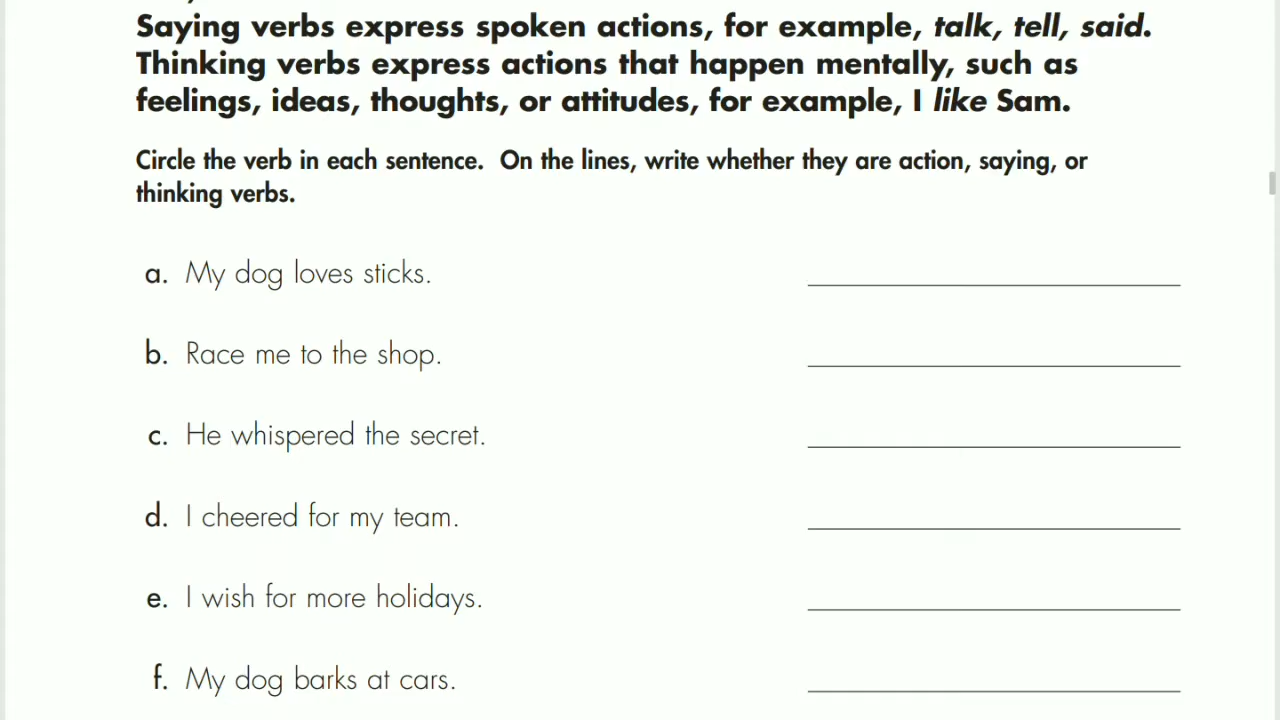 Saying verbs express spoken actions, for example, talk, tell, said.
Thinking verbs express actions that happen mentally, such as
feelings, ideas, thoughts, or attitudes, for example, I like Sam.
Circle the verb in each sentence. On the lines, write whether they are action, saying, or
thinking verbs.
a. My dog loves sticks.
b. Race me to the shop.
c. He whispered the secret.
d. I cheered for my team.
e. I wish for more holidays.
f. My dog barks at cars.